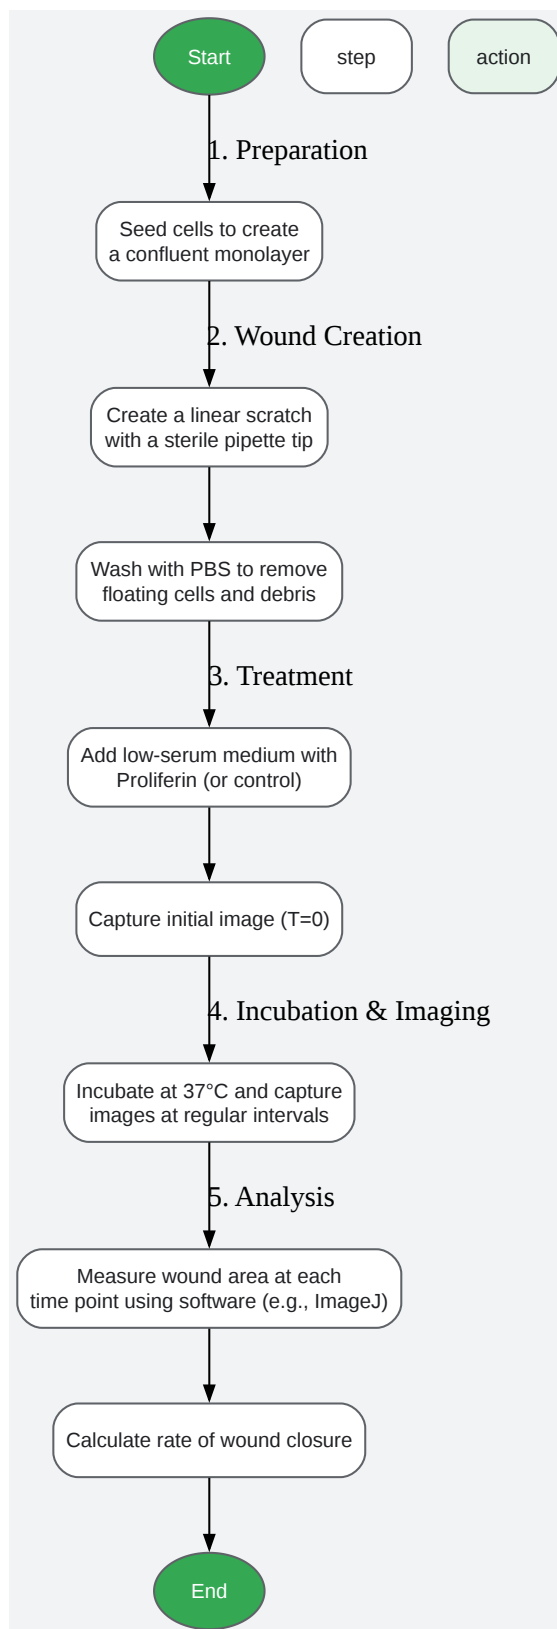 Start
step
action
1. Preparation
Seed cells to create
a confluent monolayer
2. Wound Creation
Create a linear scratch
with a sterile pipette tip
Wash with PBS to remove
floating cells and debris
3. Treatment
Add low-serum medium with
Proliferin (or control)
Capture initial image (T=0)
4. Incubation & Imaging
Incubate at 37°C and capture
images at regular intervals
5. Analysis
Measure wound area at each
time point using software (e.g., ImageJ)
Calculate rate of wound closure
End